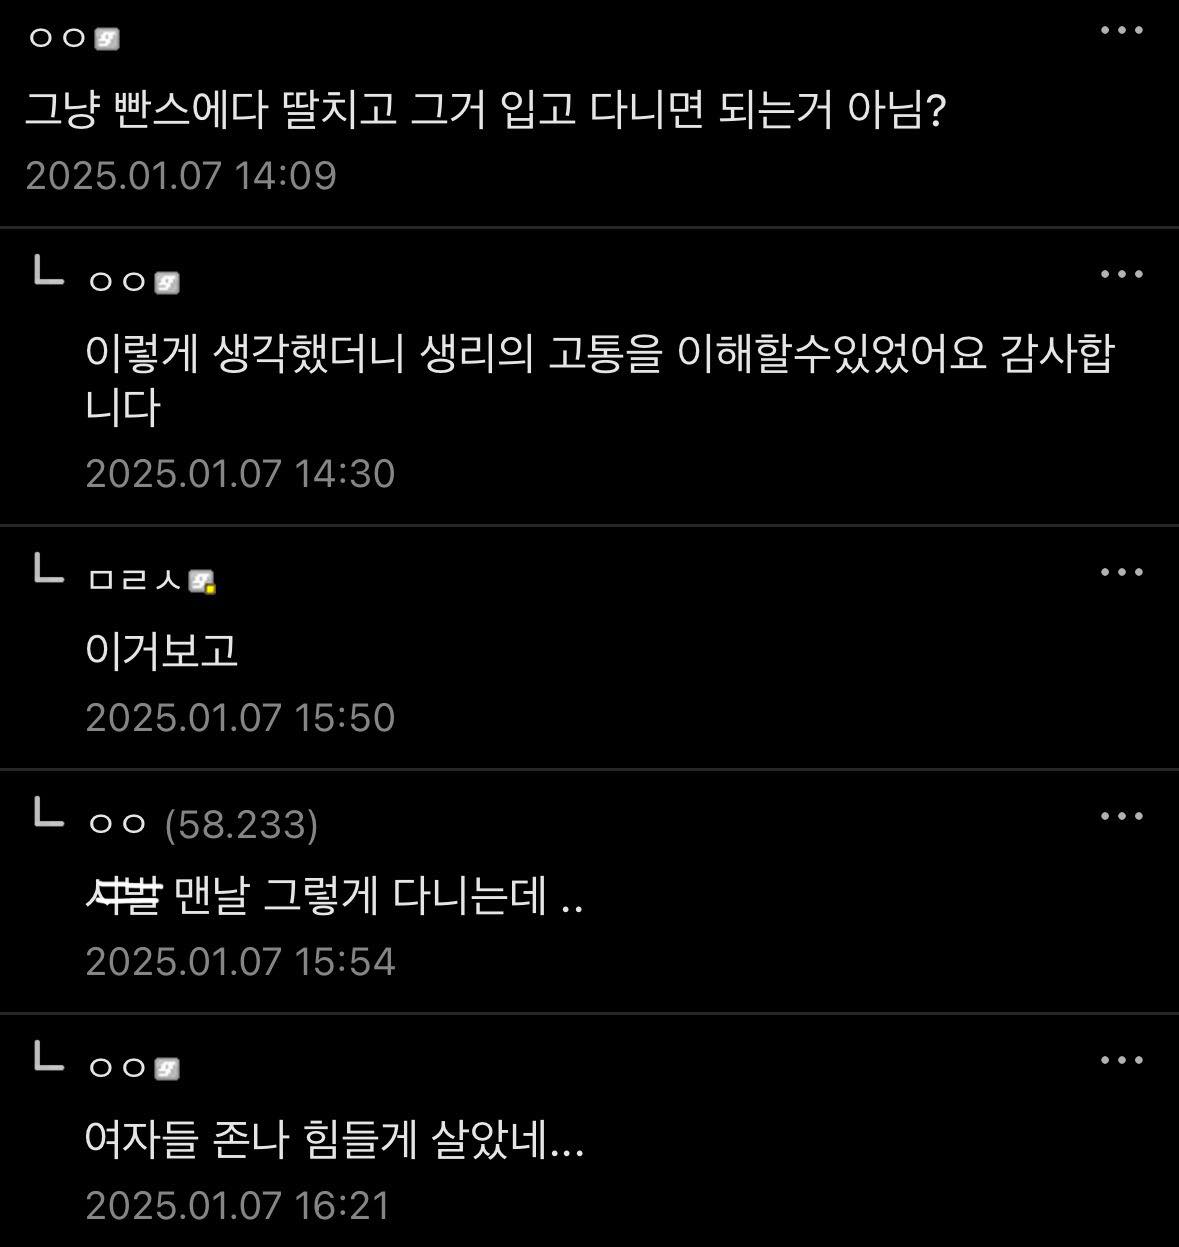 ㅇㅇ
그냥 빤스에다 딸치고 그거 입고 다니면 되는거 아님?
2025.01.07 14:09
ㅇㅇ
이렇게 생각했더니 생리의 고통을 이해할수있었어요 감사합
니다
2025.01.07 14:30
ㅁㄹㅅ
이거보고
2025.01.07 15:50
ㅇㅇ (58.233)
맨날 그렇게 다니는데 ..
2025.01.07 15:54
ㅇㅇ
여자들 존나 힘들게 살았네...
2025.01.07 16:21